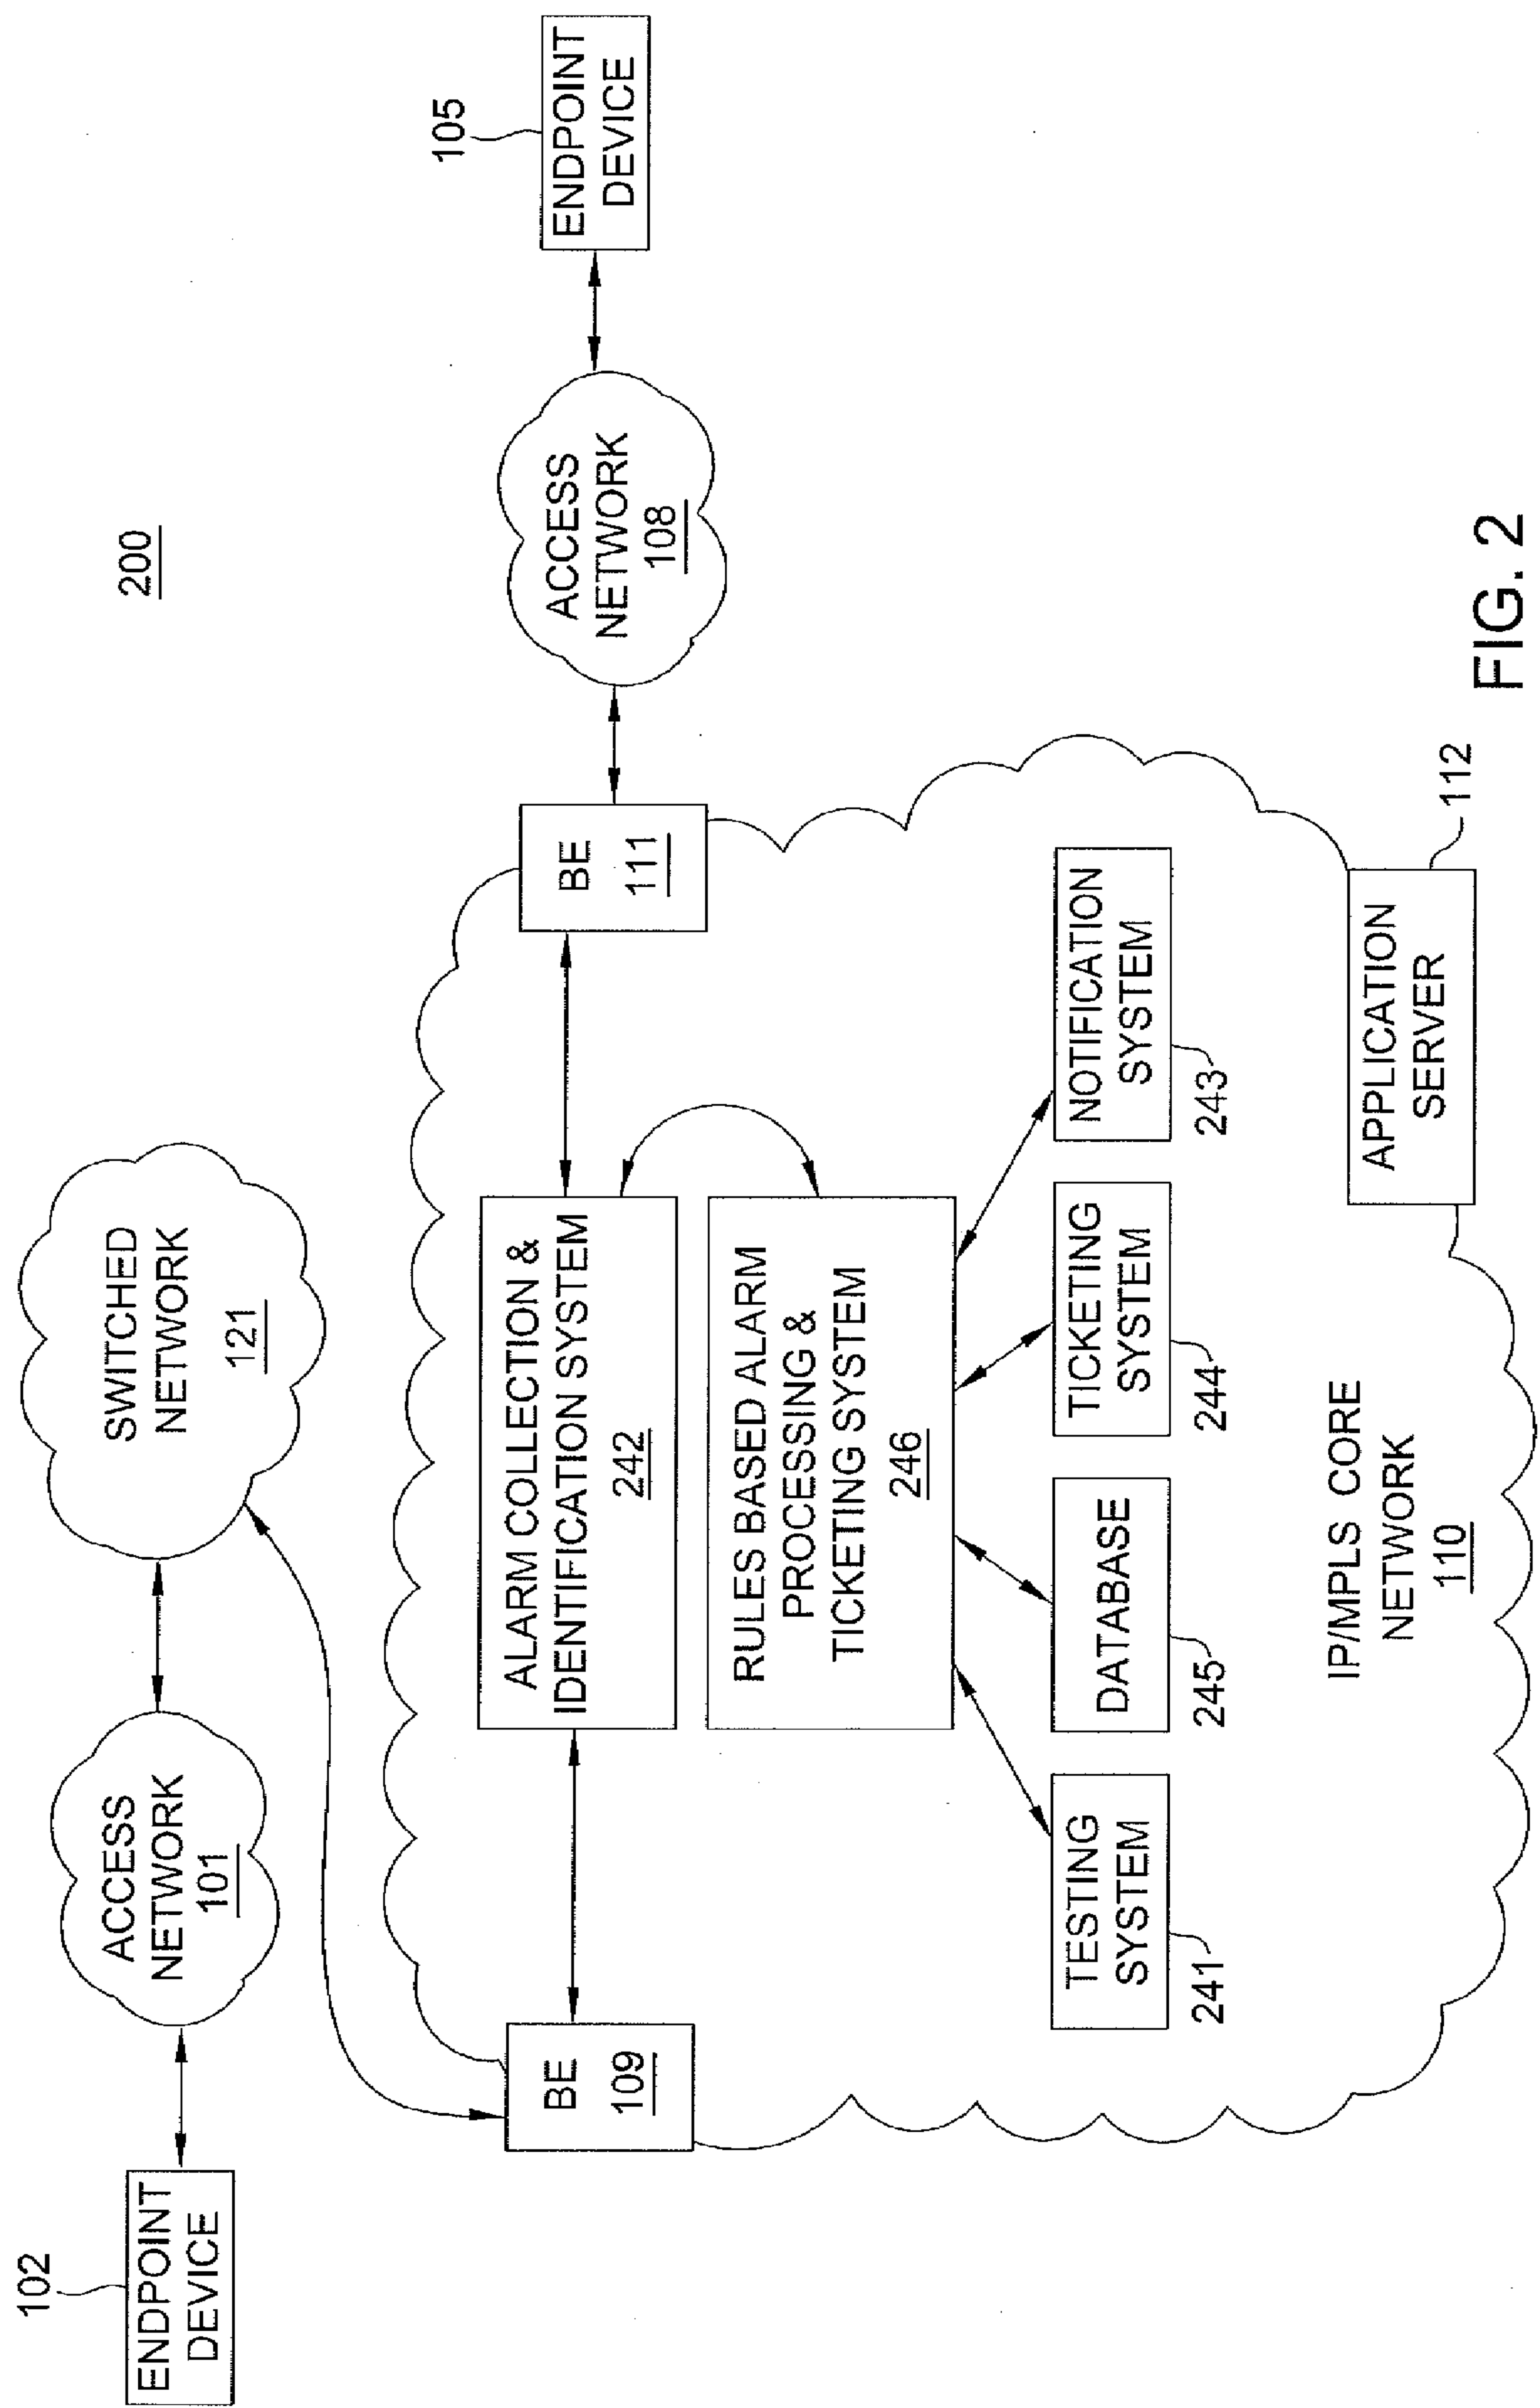 200
102
ENDPOINT
DEVICE
ACCESS
NETWORK
101
SWITCHED
NETWORK
121
105
ENDPOINT
DEVICE
ACCESS
NETWORK
108
BE
109
ALARM COLLECTION &
IDENTIFICATION SYSTEM
242
BE
111
RULES BASED ALARM
PROCESSING &
TICKETING SYSTEM
246
TESTING
SYSTEM
241
DATABASE
245
TICKETING
SYSTEM
244
NOTIFICATION
SYSTEM
243
IP/MPLS CORE
NETWORK
110
APPLICATION
SERVER
112
FIG. 2